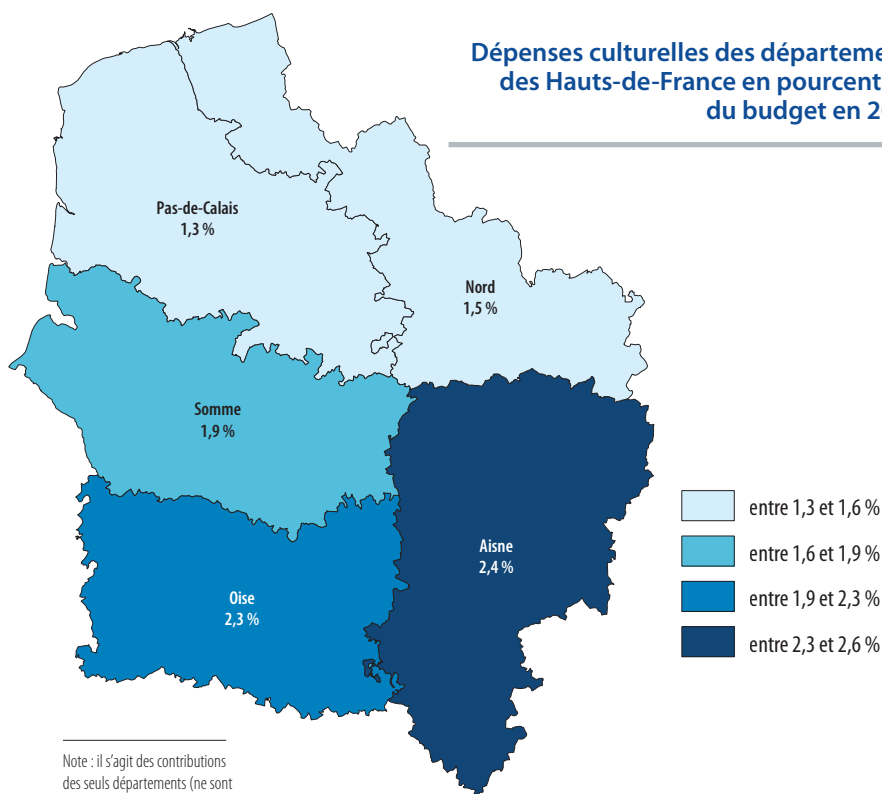 Dépenses culturelles des
des Hauts-de-France en
du budget en
Pas-de-Calais
1,3 %
Nord
1,5 %
Somme
1,9 %
Aisne
2,4 %
Oise
2,3 %
entre 1,3 et 1,6 %
entre 1,6 et 1,9 %
entre 1,9 et 2,3 %
entre 2,3 et 2,6 %
Note : il s’agit des contributions
des seuls départements (ne sont